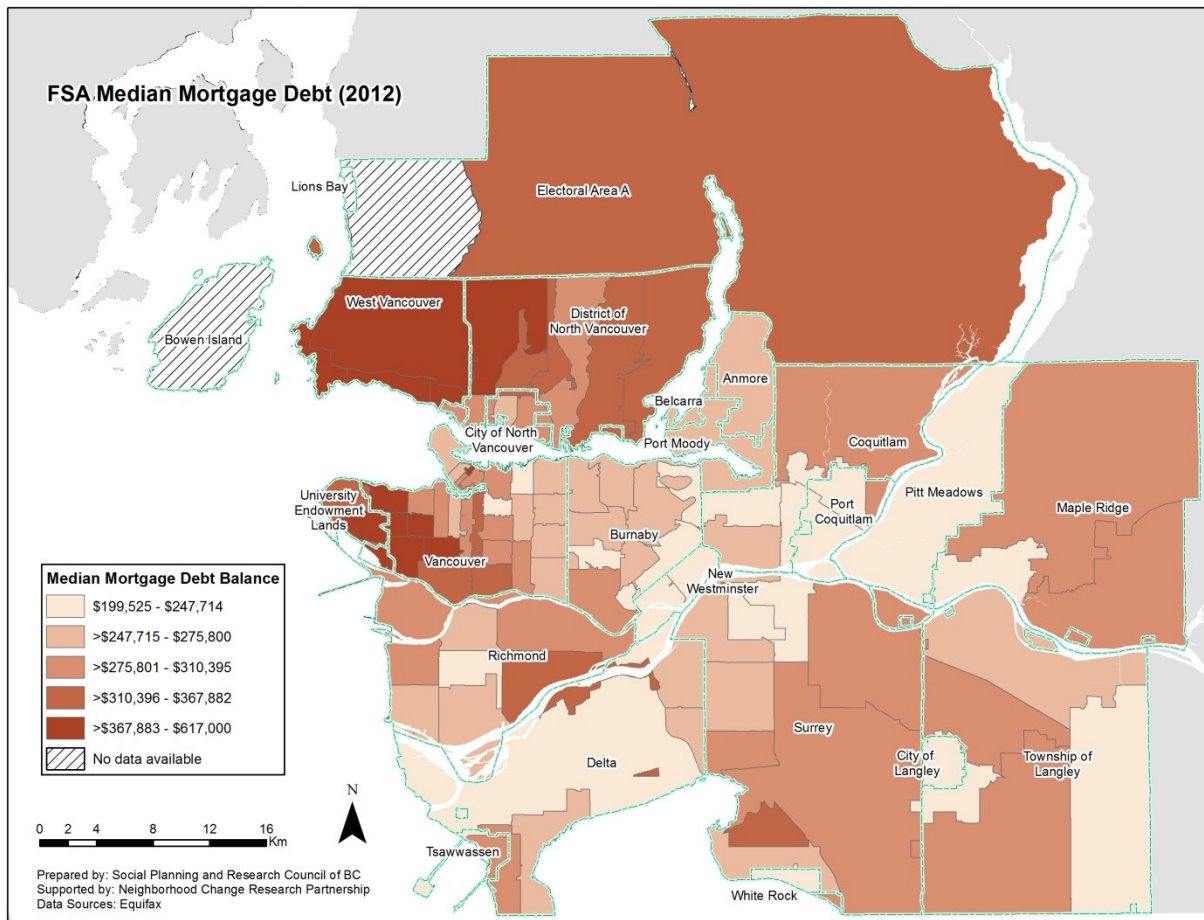 FSA Median Mortgage Debt (2012)
Lions Bay
Electoral Area A
Bowen Island
West Vancouver
District of
North Vancouver
Anmore
Belcarra
City of North
Vancouver
Port Moody
Coquitlam
University
Endowment
Lands
Port
Coquitlam
Pitt Meadows
Maple Ridge
Burnaby
Vancouver
New
Westminster
Richmond
Surrey
City of
Langley
Township of
Langley
Delta
Tsawwassen
White Rock
Median Mortgage Debt Balance
$199,525 - $247,714
>$247,715 - $275,800
>$275,801 - $310,395
>$310,396 - $367,882
>$367,883 - $617,000
No data available
N
0 2 4 8 12 16
Km
Prepared by: Social Planning and Research Council of BC
Supported by: Neighborhood Change Research Partnership
Data Sources: Equifax